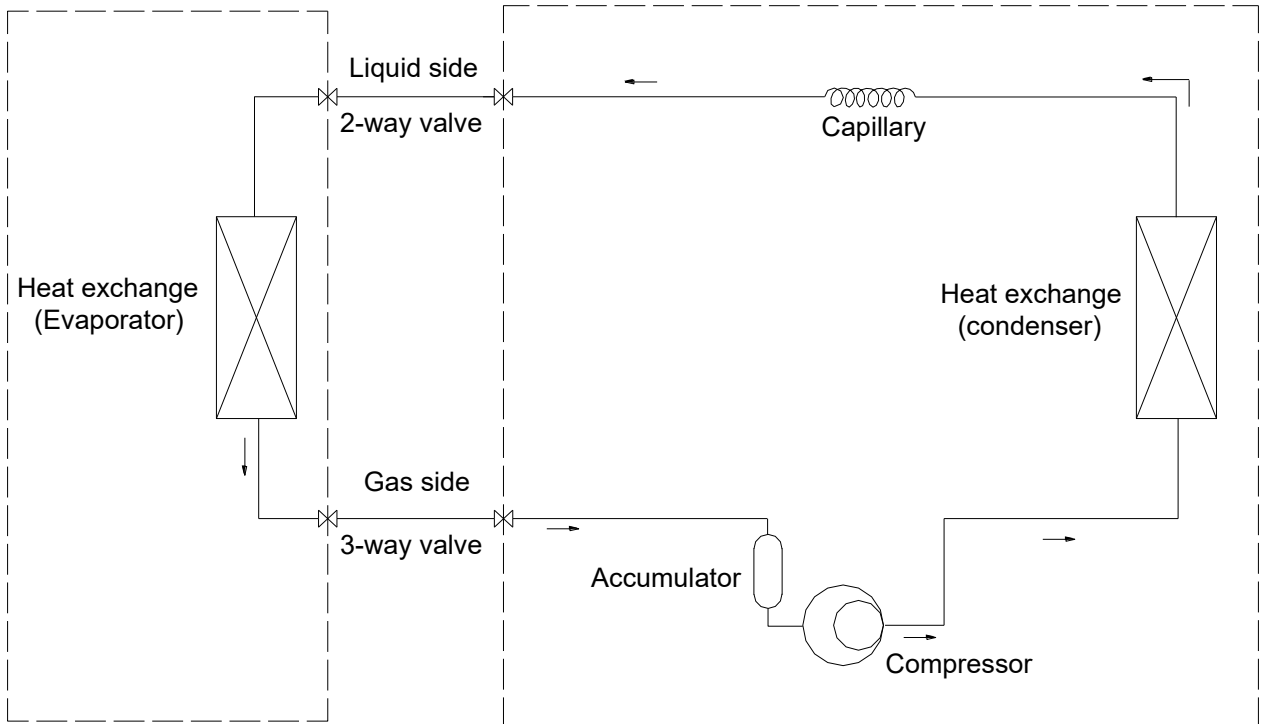 Liquid side
2-way valve
Capillary
Heat exchange
(Evaporator)
Heat exchange
(condenser)
Gas side
3-way valve
Accumulator
Compressor